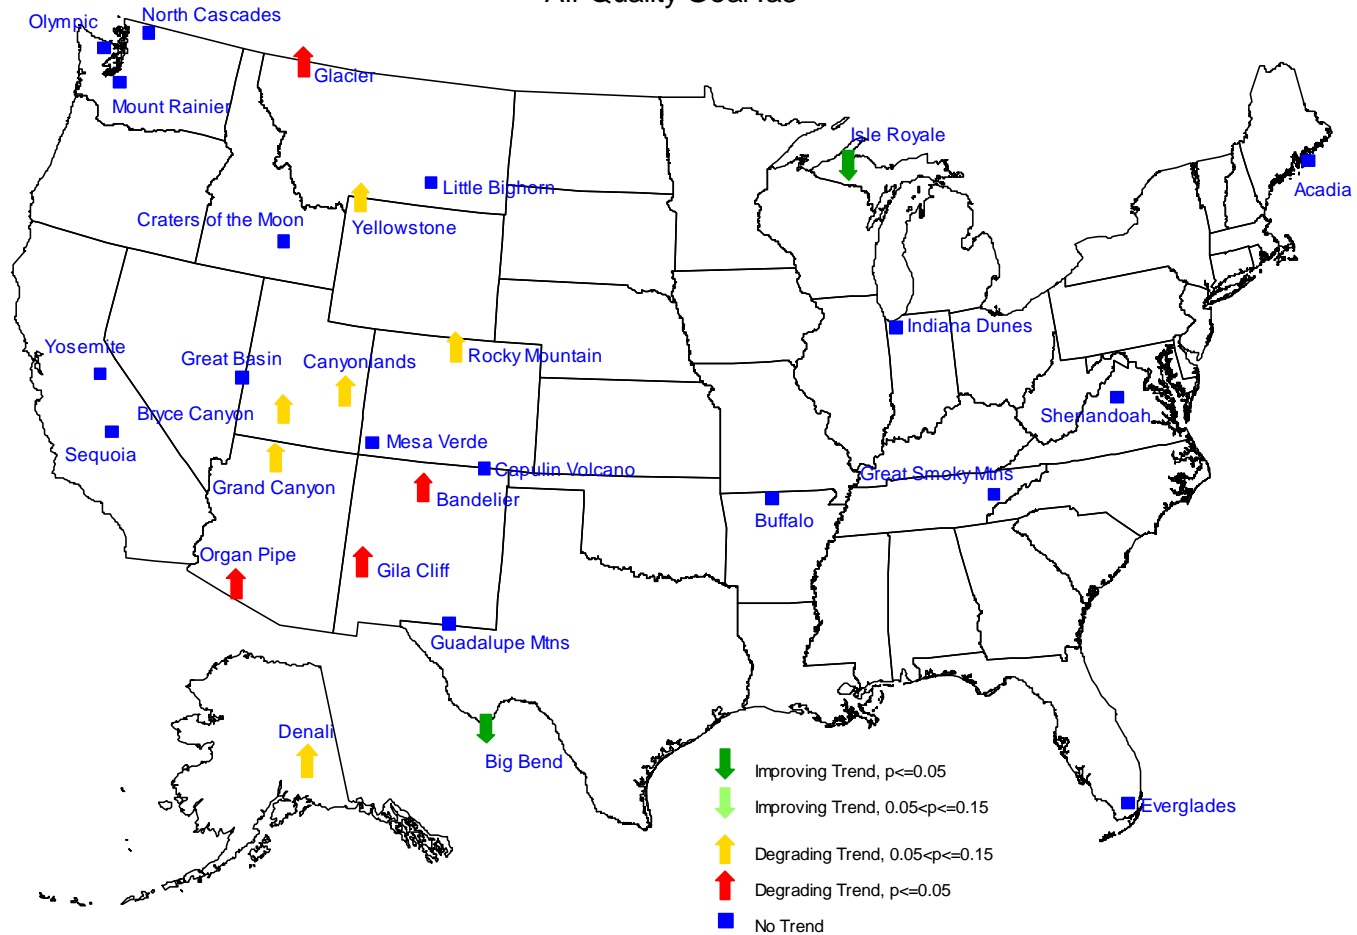 North Cascades
Olympic
Glacier
Mount Rainier
Isle Royale
Acadia
Little Bighorn
Craters of the Moon
Yellowstone
Indiana Dunes
Yosemite
Great Basin
Canyonlands
Rocky Mountain
Bryce Canyon
Shenandoah
Mesa Verde
Sequoia
Capulin Volcano
Great Smoky Mtns
Grand Canyon
Bandelier
Buffalo
Organ Pipe
Gila Cliff
Guadalupe Mtns
Denali
Big Bend
Everglades
Improving Trend, p<=0.05
Improving Trend, 0.05<p<=0.15
Degrading Trend, 0.05<p<=0.15
Degrading Trend, p<=0.05
No Trend